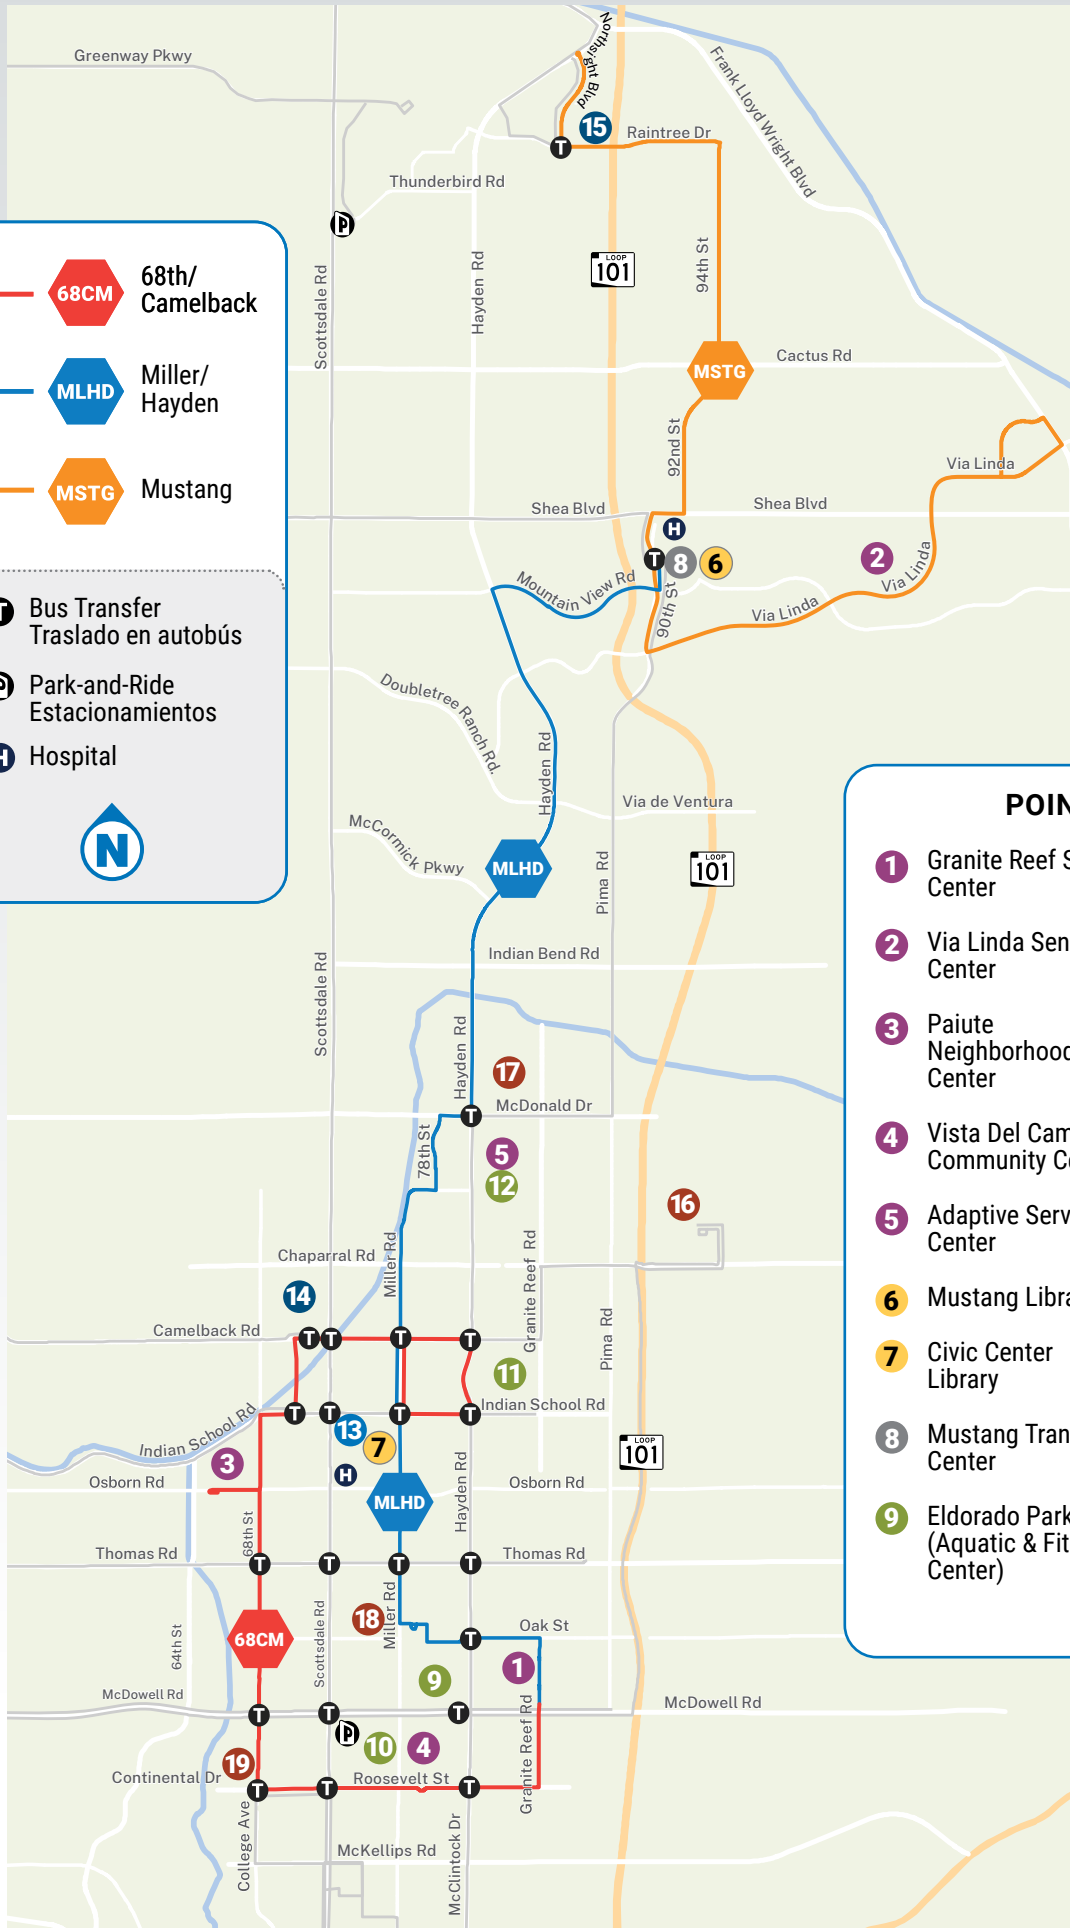 Greenway Pkwy
Northsight Blvd
Frank Lloyd Wright Blvd
15
Raintree Dr
T
Thunderbird Rd
P
94th St
Hayden Rd
Scottsdale Rd
LOOP
101
68CM
68th/
Camelback
MLHD
Miller/
Hayden
MSTG
Mustang
T
Bus Transfer
Traslado en autobús
P
Park-and-Ride
Estacionamientos
H
Hospital
N
Cactus Rd
MSTG
92nd St
Via Linda
Shea Blvd
Shea Blvd
H
T
8
6
2
Via Linda
Mountain View Rd
90th St
Via Linda
Doubletree Ranch Rd.
Hayden Rd
Via de Ventura
McCormick Pkwy
MLHD
LOOP
101
Pima Rd
Indian Bend Rd
Scottsdale Rd
Hayden Rd
17
McDonald Dr
T
78th St
5
12
16
Chaparral Rd
Miller Rd
Granite Reef Rd
14
Camelback Rd
T
T
T
T
Pima Rd
11
Indian School Rd
T
T
T
T
Indian School Rd
13
7
LOOP
101
3
H
Osborn Rd
Osborn Rd
MLHD
Hayden Rd
68th St
Thomas Rd
T
T
T
T
Thomas Rd
18
Miller Rd
68CM
64th St
Scottsdale Rd
T
Oak St
1
9
McDowell Rd
T
T
T
McDowell Rd
P
10
4
19
Granite Reef Rd
Continental Dr
T
T
Roosevelt St
T
College Ave
McKellips Rd
McClintock Dr
POIN
1
Granite Reef S
Center
2
Via Linda Sen
Center
3
Paiute
Neighborhood
Center
4
Vista Del Cam
Community Ce
5
Adaptive Serv
Center
6
Mustang Libra
7
Civic Center
Library
8
Mustang Tran
Center
9
Eldorado Park
(Aquatic & Fit
Center)